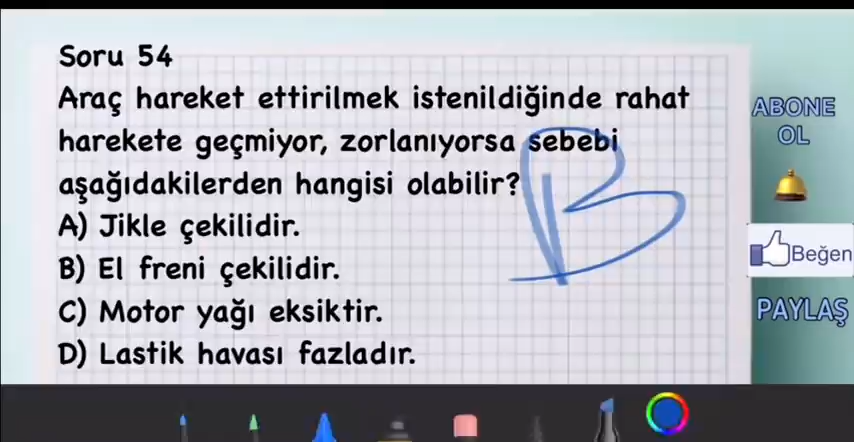 Soru 54
Araç hareket ettirilmek istenildiğinde rahat
harekete geçmiyor, zorlanıyorsa sebebi
aşağıdakilerden hangisi olabilir?
A) Jikle çekilidir.
B) El freni çekilidir.
C) Motor yağı eksiktir.
D) Lastik havası fazladır.
B
ABONE
OL
Beğen
PAYLAŞ